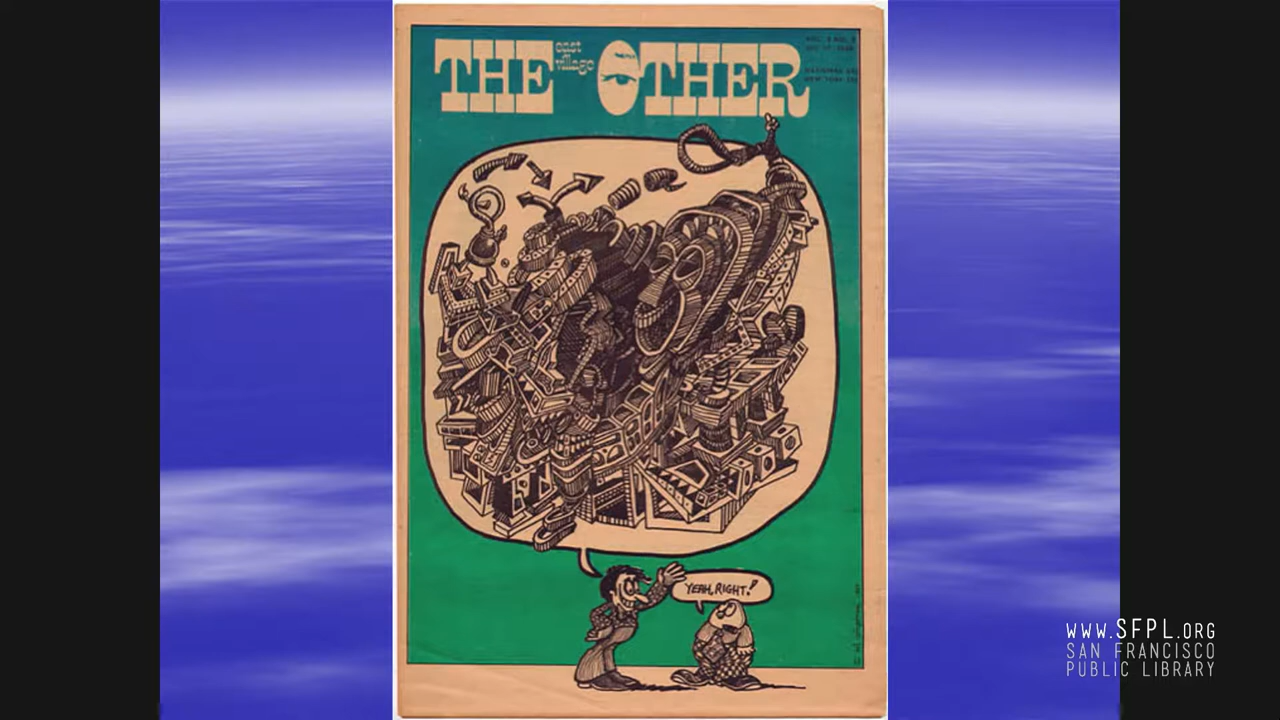 THE east village OTHER
YEAH, RIGHT!
www.SFPL.ORG
SAN FRANCISCO
PUBLIC LIBRARY